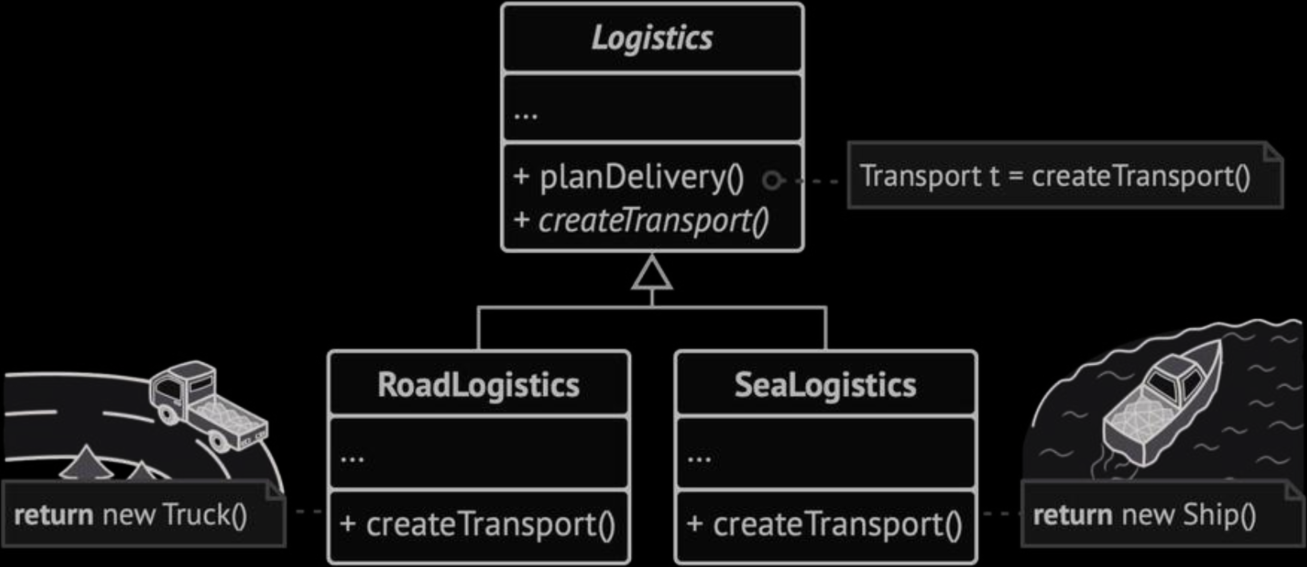 Logistics
...
+ planDelivery()
+ createTransport()
Transport t = createTransport()
RoadLogistics
...
+ createTransport()
SeaLogistics
...
+ createTransport()
return new Truck()
return new Ship()